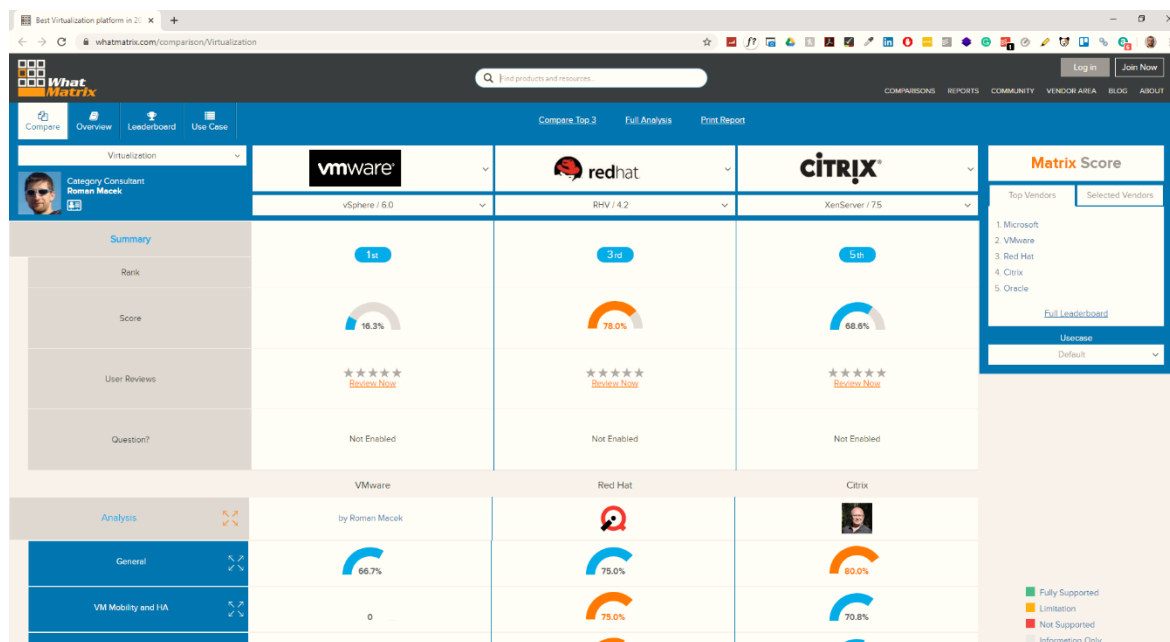 Best Virtualization platform in 20
whatmatrix.com/comparison/Virtualization
What
Matrix
Find products and resources...
Log in
Join Now
COMPARISONS REPORTS COMMUNITY VENDOR AREA BLOG ABOUT
Compare Overview Leaderboard Use Case
Compare Top 3 Full Analysis Print Report
Virtualization
Category Consultant
Roman Macek
vmware
redhat
CITRIX
vSphere / 6.0
RHV / 4.2
XenServer / 7.5
Matrix Score
Top Vendors Selected Vendors
1. Microsoft
2. VMware
3. Red Hat
4. Citrix
5. Oracle
Full Leaderboard
Usecase
Default
Summary
Rank
1st 3rd 5th
Score
16.3% 78.0% 68.6%
User Reviews
Review Now Review Now Review Now
Question?
Not Enabled Not Enabled Not Enabled
VMware Red Hat Citrix
Analysis
by Roman Macek
General
66.7% 75.0% 80.0%
VM Mobility and HA
0 75.0% 70.8%
Fully Supported
Limitation
Not Supported
Information Only